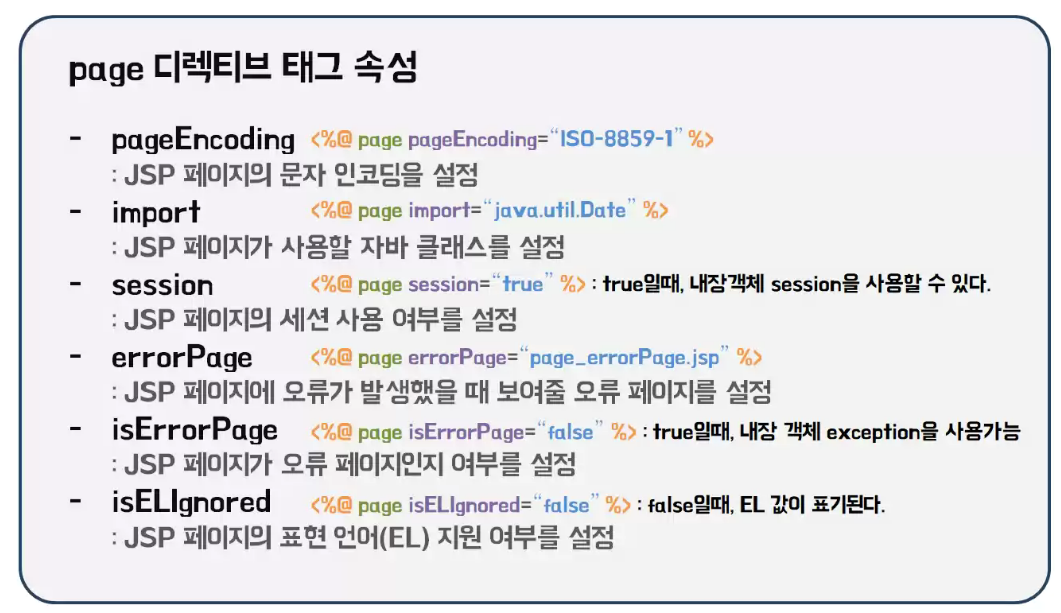 page 디렉티브 태그 속성
- pageEncoding <%@ page pageEncoding=“ISO-8859-1” %>
: JSP 페이지의 문자 인코딩을 설정
- import <%@ page import=“java.util.Date” %>
: JSP 페이지가 사용할 자바 클래스를 설정
- session <%@ page session=“true” %> : true일때, 내장객체 session을 사용할 수 있다.
: JSP 페이지의 세션 사용 여부를 설정
- errorPage <%@ page errorPage=“page_errorPage.jsp” %>
: JSP 페이지에 오류가 발생했을 때 보여줄 오류 페이지를 설정
- isErrorPage <%@ page isErrorPage=“false” %> : true일때, 내장 객체 exception을 사용가능
: JSP 페이지가 오류 페이지인지 여부를 설정
- isELIgnored <%@ page isELIgnored=“false” %> : false일때, EL 값이 표기된다.
: JSP 페이지의 표현 언어(EL) 지원 여부를 설정